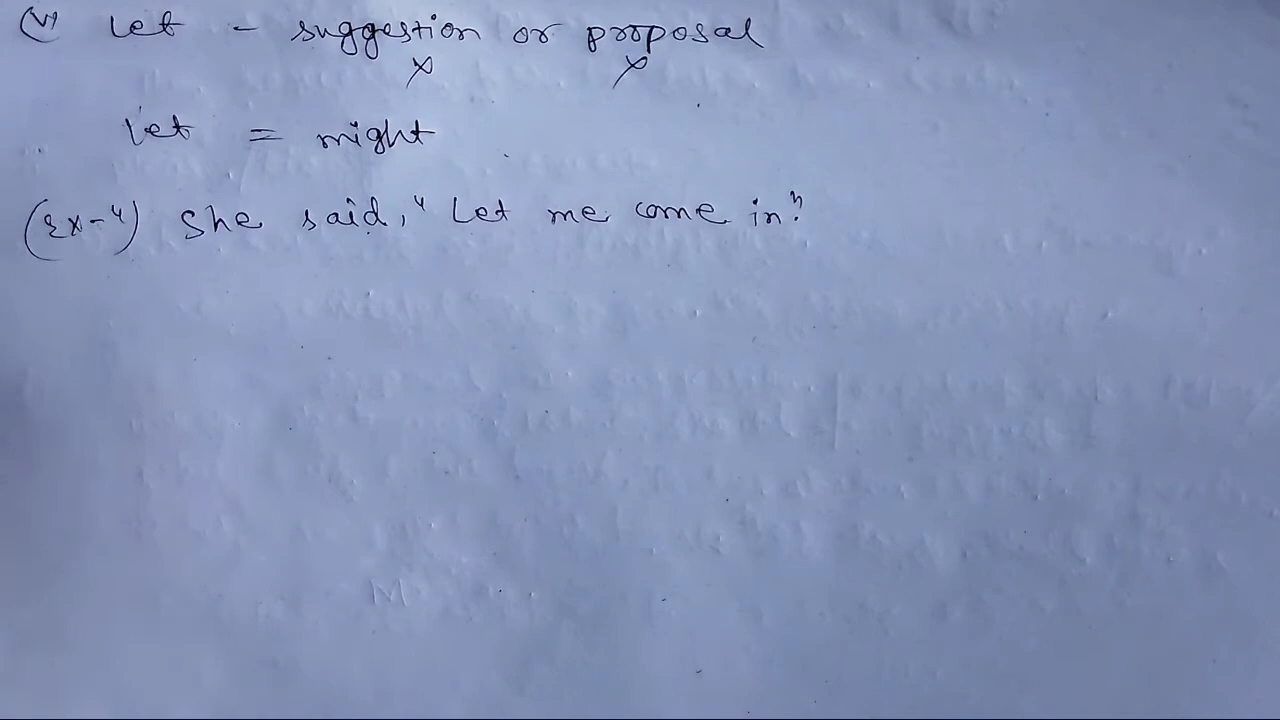 (v) Let - suggestion or proposal
x x
Let = might
(Ex-4) She said, "Let me come in"